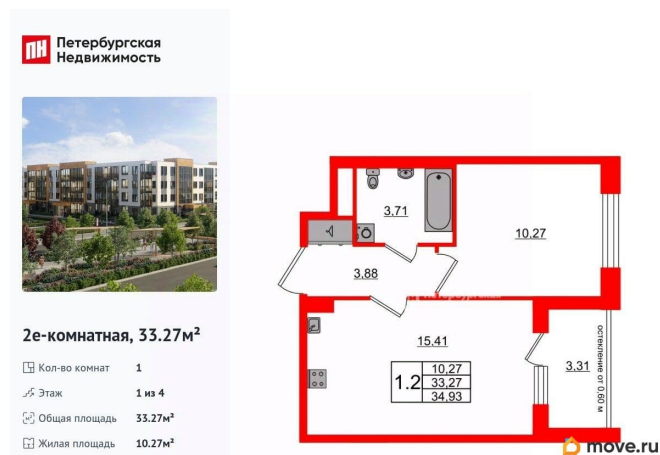 ПН Петербургская
Недвижимость
2е-комнатная, 33.27м²
Кол-во комнат 1
Этаж 1 из 4
Общая площадь 33.27м²
Жилая площадь 10.27м²
3.71
10.27
3.88
15.41
1.2
10.27
33.27
34.93
3.31
остекление от 0,60 м
move.ru